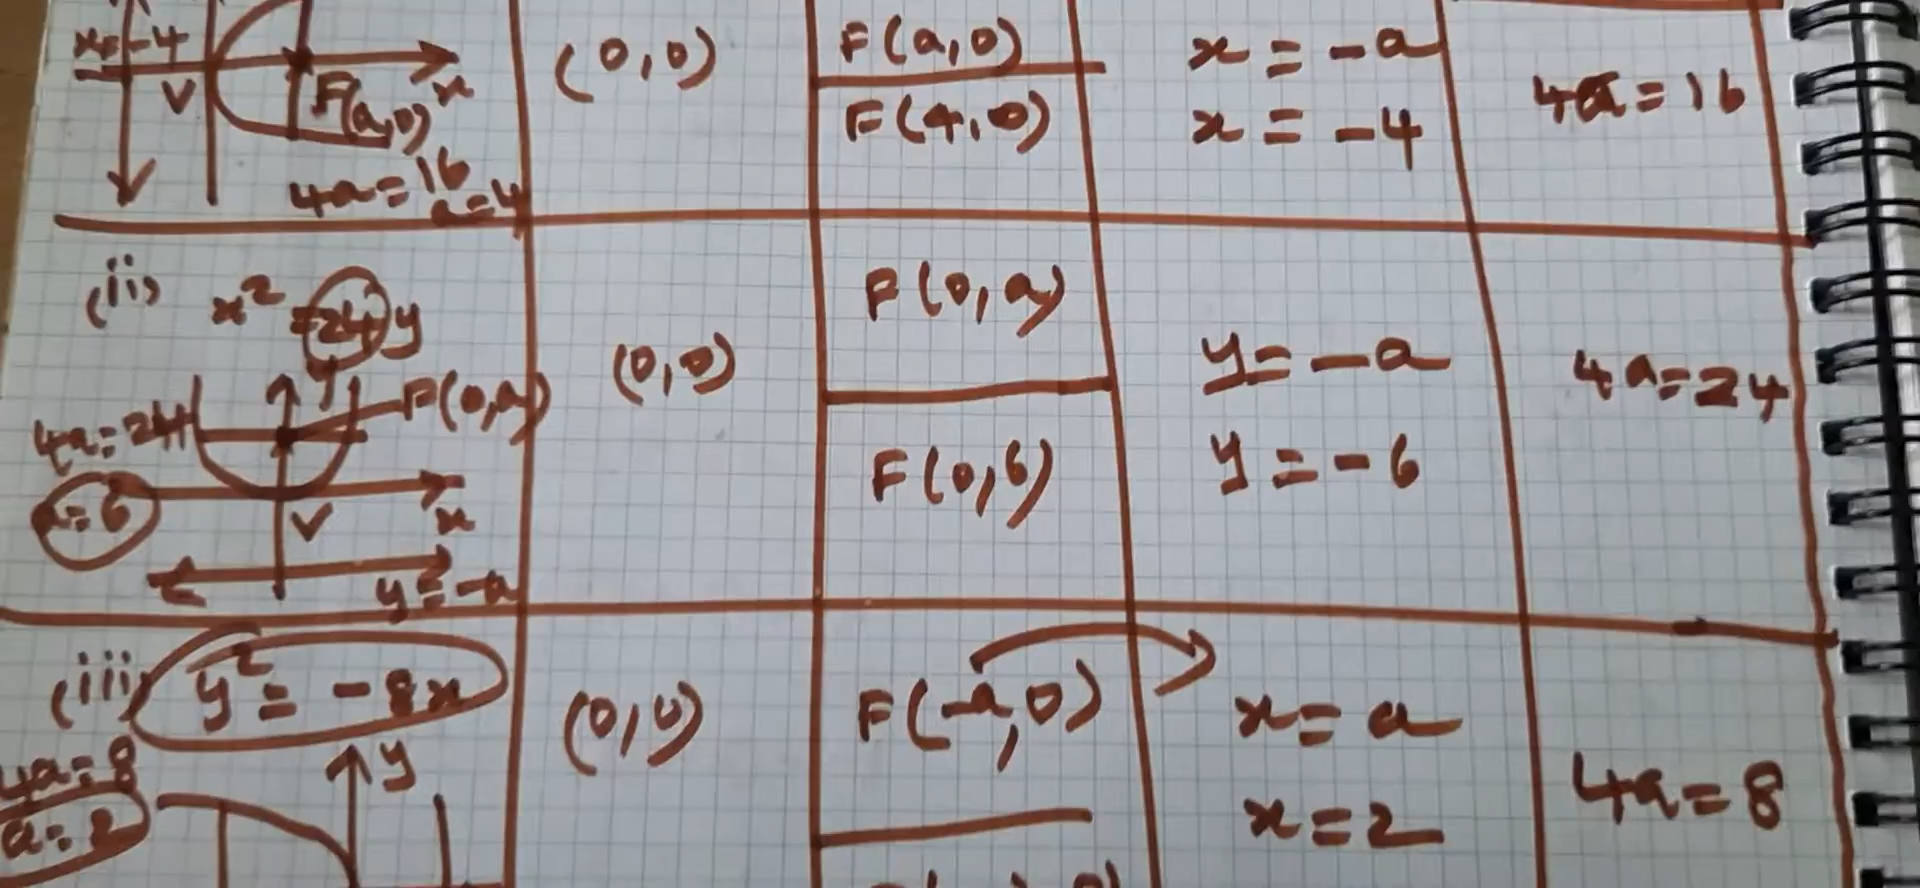 x=-4
V
F(a,0)
x
4a=16
a=4
(0,0)
F(a,0)
F(4,0)
x = -a
x = -4
4a=16
(ii)
x² =24y
y
F(0,a)
4a=24
a=6
V
x
y=-a
(0,0)
F(0,a)
F(0,6)
y= -a
y = -6
4a=24
(iii)
y² = -8x
4a=8
a=2
y
(0,0)
F(-a,0)
x=a
x=2
4a=8